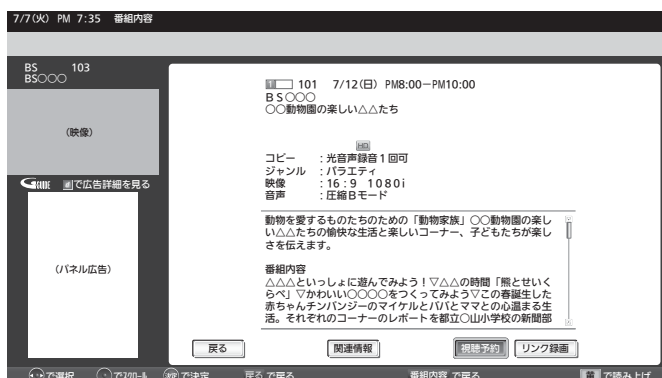 7/7(火) PM 7:35 番組内容
BS 103
BS○○○
(映像)
で広告詳細を見る
(パネル広告)
1 101 7/12(日) PM8:00−PM10:00
BS○○○
○○動物園の楽しい△△たち
HD
コピー :光音声録音1回可
ジャンル :バラエティ
映像 :16:9 1080i
音声 :圧縮Bモード
動物を愛するものたちのための「動物家族」○○動物園の楽し
い△△たちの愉快な生活と楽しいコーナー、子どもたちが楽し
さを伝えます。
番組内容
△△△といっしょに遊んでみよう!▽△△の時間「熊とせいく
らべ」▽かわいい○○○○をつくってみよう▽この春誕生した
赤ちゃんチンパンジーのマイケルとパパとママとの心温まる生
活。それぞれのコーナーのレポートを都立○山小学校の新聞部
戻る
関連情報
視聴予約
リンク録画
で選択
でスクロール
で決定
戻る で戻る
番組内容 で戻る
で読み上げ